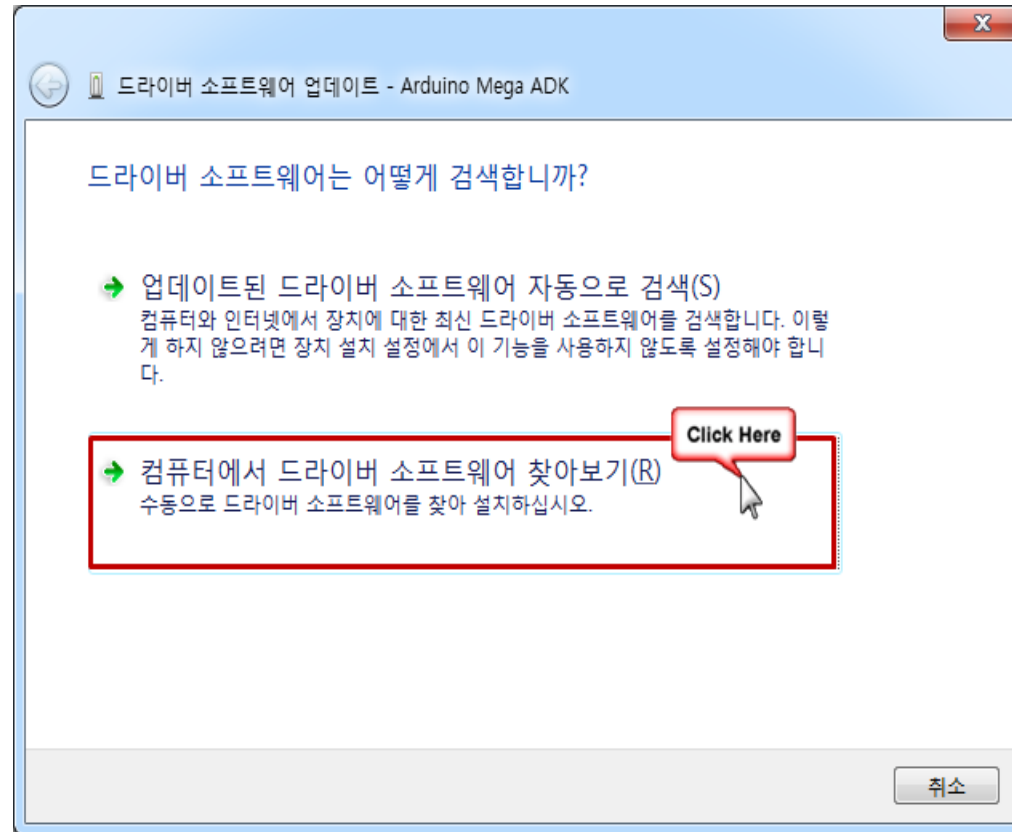 드라이버 소프트웨어 업데이트 - Arduino Mega ADK
드라이버 소프트웨어는 어떻게 검색합니까?
업데이트된 드라이버 소프트웨어 자동으로 검색(S)
컴퓨터와 인터넷에서 장치에 대한 최신 드라이버 소프트웨어를 검색합니다. 이렇
게 하지 않으려면 장치 설치 설정에서 이 기능을 사용하지 않도록 설정해야 합니
다.
Click Here
컴퓨터에서 드라이버 소프트웨어 찾아보기(R)
수동으로 드라이버 소프트웨어를 찾아 설치하십시오.
취소